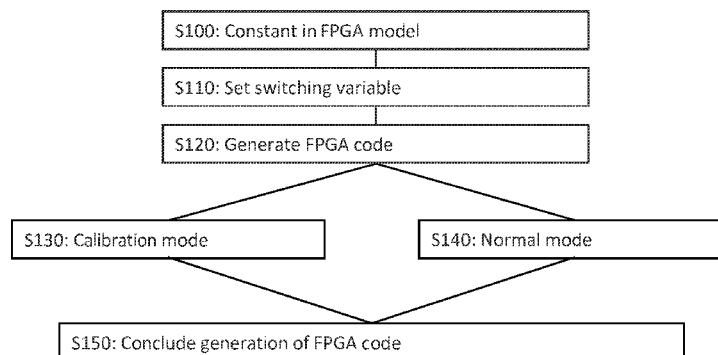 S100: Constant in FPGA model
S110: Set switching variable
S120: Generate FPGA code
S130: Calibration mode
S140: Normal mode
S150: Conclude generation of FPGA code